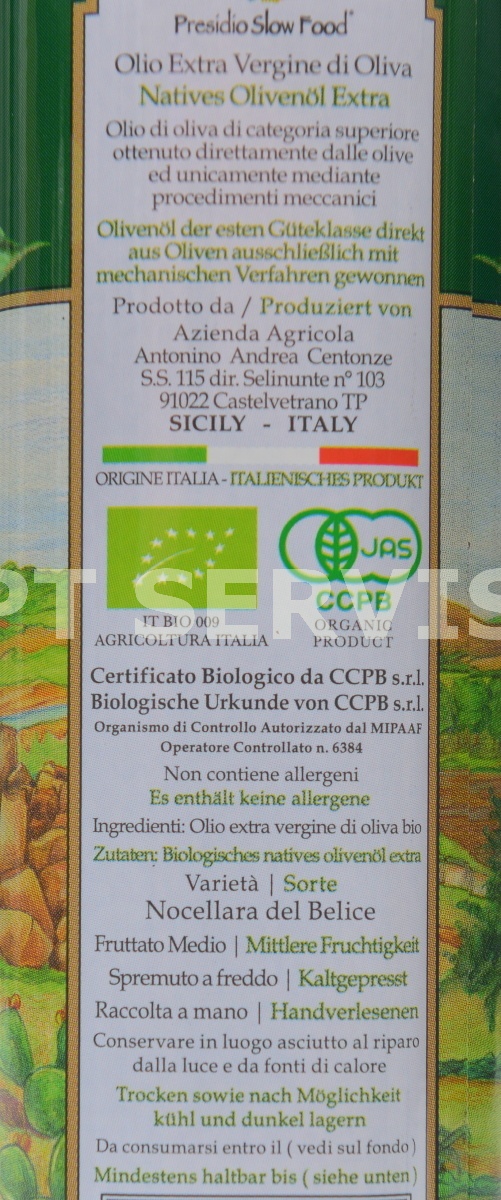 Presidio Slow Food®
Olio Extra Vergine di Oliva
Natives Olivenöl Extra
Olio di oliva di categoria superiore
ottenuto direttamente dalle olive
ed unicamente mediante
procedimenti meccanici
Olivenöl der esten Güteklasse direkt
aus Oliven ausschließlich mit
mechanischen Verfahren gewonnen
Prodotto da / Produziert von
Azienda Agricola
Antonino Andrea Centonze
S.S. 115 dir. Selinunte n° 103
91022 Castelvetrano TP
SICILY - ITALY
ORIGINE ITALIA - ITALIENISCHES PRODUKT
JAS
CCPB
IT BIO 009
AGRICOLTURA ITALIA
ORGANIC
PRODUCT
PT SERVIS
Certificato Biologico da CCPB s.r.l.
Biologische Urkunde von CCPB s.r.l.
Organismo di Controllo Autorizzato dal MIPAAF
Operatore Controllato n. 6384
Non contiene allergeni
Es enthält keine allergene
Ingredienti: Olio extra vergine di oliva bio
Zutaten: Biologisches natives olivenöl extra
Varietà | Sorte
Nocellara del Belice
Fruttato Medio | Mittlere Fruchtigkeit
Spremuto a freddo | Kaltgepresst
Raccolta a mano | Handverlesenen
Conservare in luogo asciutto al riparo
dalla luce e da fonti di calore
Trocken sowie nach Möglichkeit
kühl und dunkel lagern
Da consumarsi entro il ( vedi sul fondo )
Mindestens haltbar bis ( siehe unten )